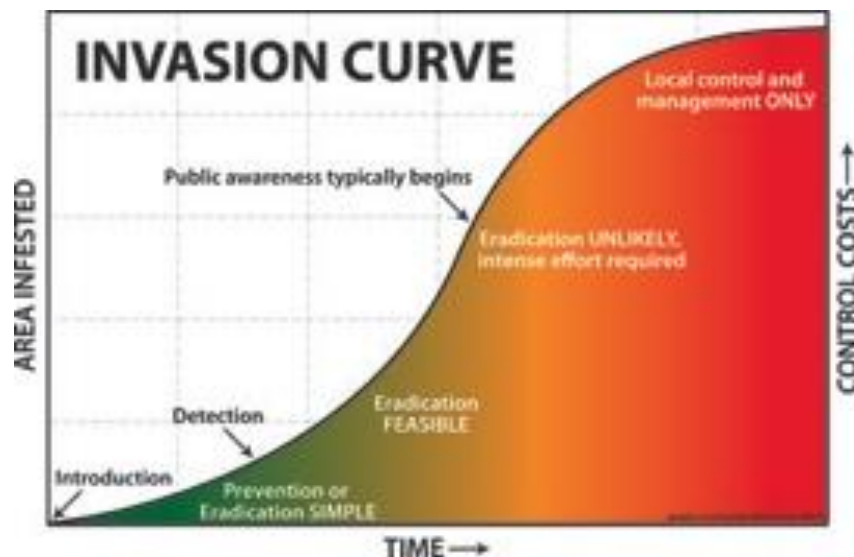 INVASION CURVE
Local control and
management ONLY
Public awareness typically begins
Eradication UNLIKELY,
intense effort required
Eradication
FEASIBLE
Detection
Introduction
Prevention or
Eradication SIMPLE
AREA INFESTED
CONTROL COSTS
TIME